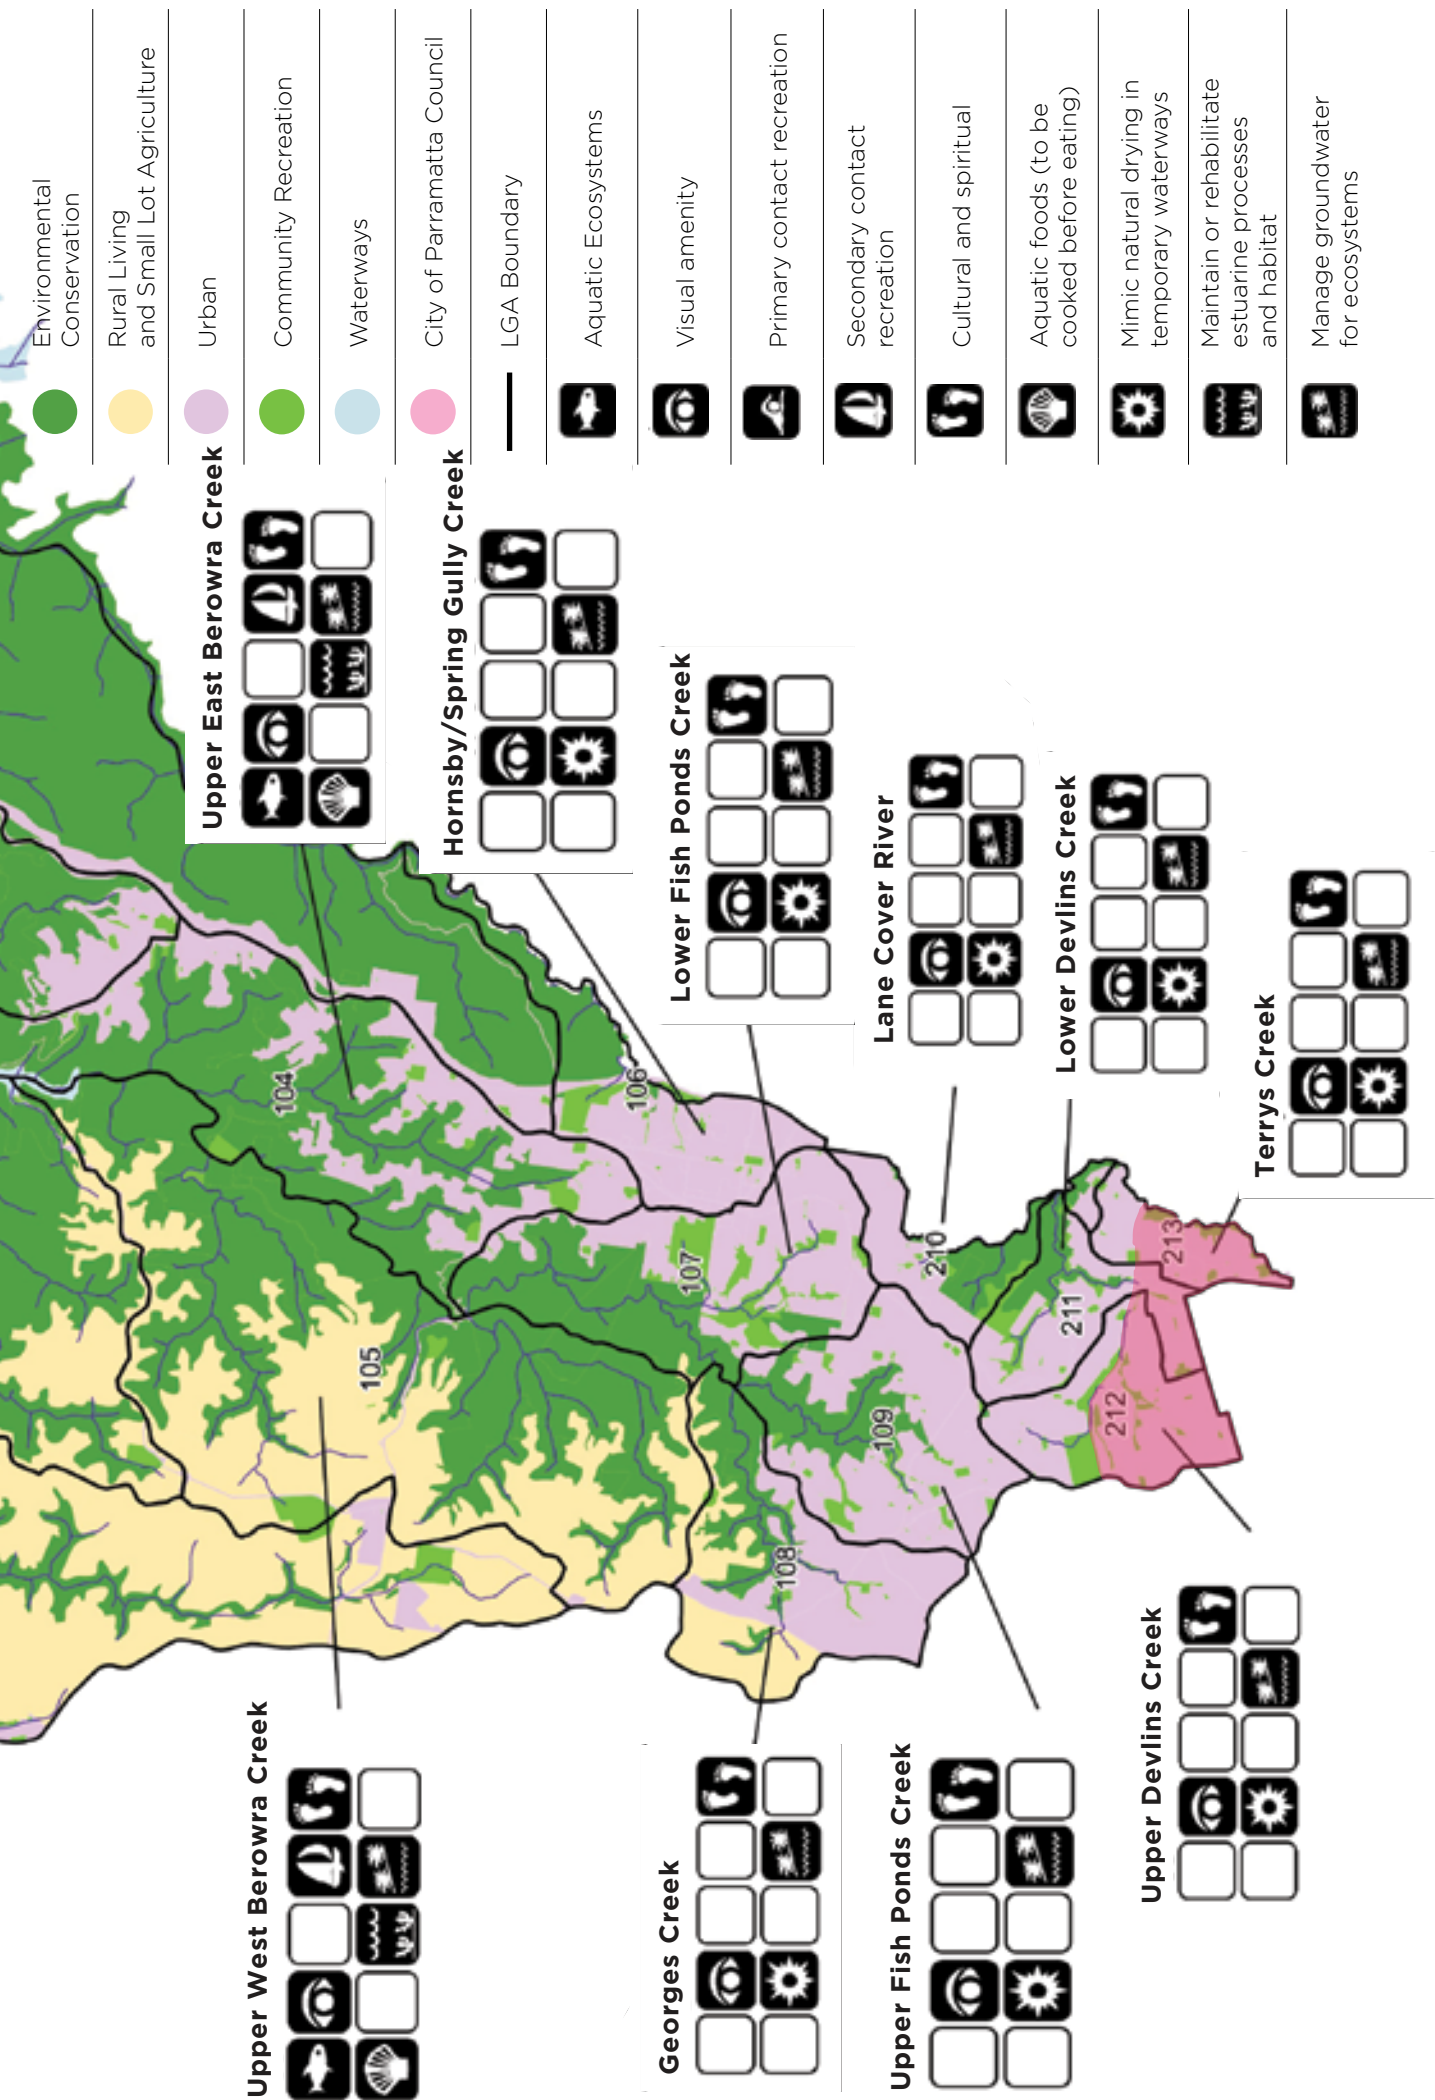 Environmental
Conservation
Rural Living
and Small Lot Agriculture
Urban
Community Recreation
Waterways
City of Parramatta Council
LGA Boundary
Aquatic Ecosystems
Visual amenity
Primary contact recreation
Secondary contact
recreation
Cultural and spiritual
Aquatic foods (to be
cooked before eating)
Mimic natural drying in
temporary waterways
Maintain or rehabilitate
estuarine processes
and habitat
Manage groundwater
for ecosystems
Upper East Berowra Creek
Hornsby/Spring Gully Creek
Lower Fish Ponds Creek
Lane Cover River
Lower Devlins Creek
Terrys Creek
104
106
107
105
210
213
211
212
109
108
Upper West Berowra Creek
Georges Creek
Upper Fish Ponds Creek
Upper Devlins Creek